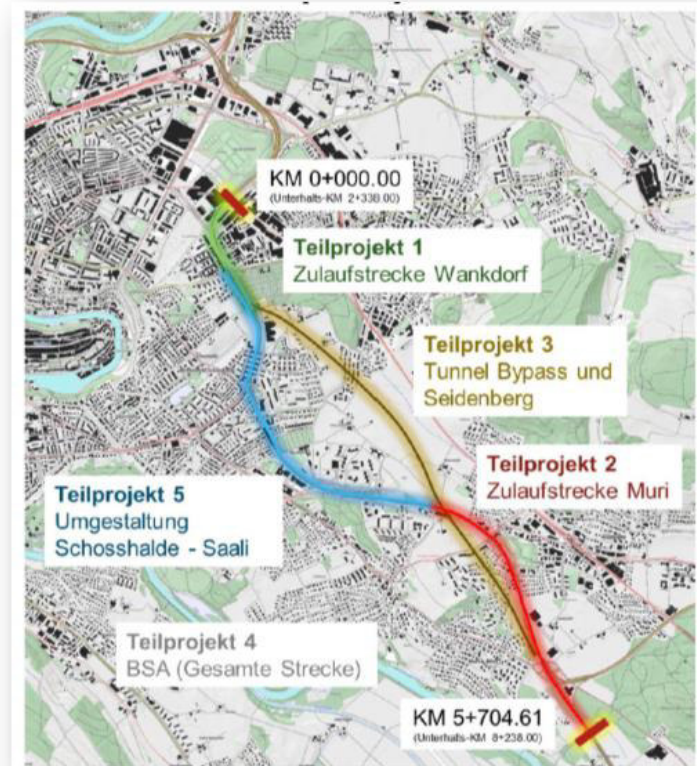 KM 0+000.00
(Unterhalts-KM 2+338.00)
Teilprojekt 1
Zulaufstrecke Wankdorf
Teilprojekt 3
Tunnel Bypass und
Seidenberg
Teilprojekt 2
Zulaufstrecke Muri
Teilprojekt 5
Umgestaltung
Schosshalde - Saali
Teilprojekt 4
BSA (Gesamte Strecke)
KM 5+704.61
(Unterhalts-KM 8+238.00)